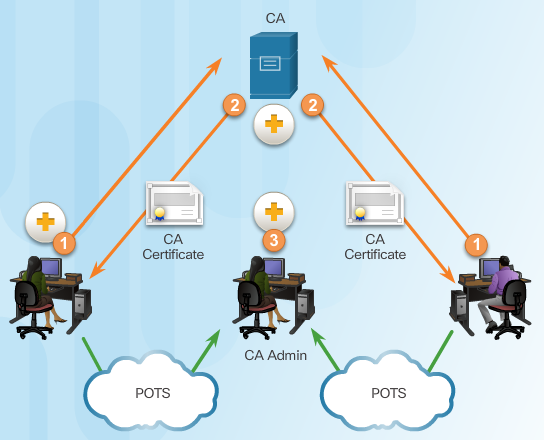 CA
2
2
1
3
1
CA
Certificate
CA
Certificate
CA Admin
POTS
POTS